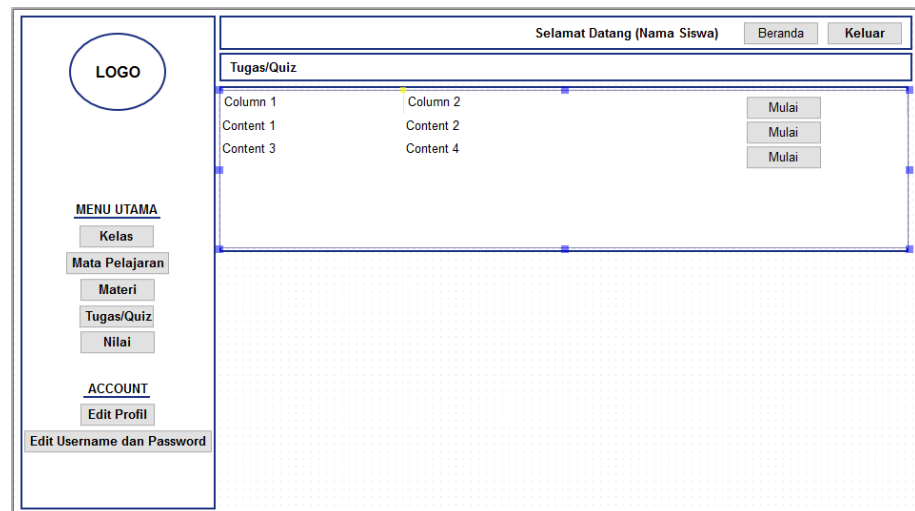 LOGO
MENU UTAMA
Kelas
Mata Pelajaran
Materi
Tugas/Quiz
Nilai
ACCOUNT
Edit Profil
Edit Username dan Password
Selamat Datang (Nama Siswa) Beranda Keluar
Tugas/Quiz
Column 1 Column 2 Mulai
Content 1 Content 2 Mulai
Content 3 Content 4 Mulai